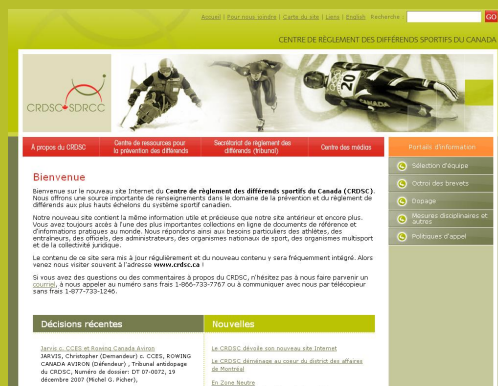 Accueil | Pour nous joindre | Carte du site | Liens | English Recherche : GO
CENTRE DE RÈGLEMENT DES DIFFÉRENDS SPORTIFS DU CANADA
CRDSC SDRCC
20
CANADA
À propos du CRDSC
Centre de ressources pour
la prévention des différends
Secrétariat de règlement des
différends (tribunal)
Centre des médias
Portails d'information
Sélection d'équipe
Octroi des brevets
Dopage
Mesures disciplinaires et
autres
Politiques d'appel
Bienvenue
Bienvenue sur le nouveau site Internet du Centre de règlement des différends sportifs du Canada (CRDSC).
Nous offrons une source importante de renseignements dans le domaine de la prévention et du règlement de
différends aux plus hauts échelons du système sportif canadien.
Notre nouveau site contient la même information utile et précieuse que notre site antérieur et encore plus.
Vous avez toujours accès à l'une des plus importantes collections en ligne de documents de référence et
d'informations pratiques au monde. Nous répondons ainsi aux besoins particuliers des athlètes, des
entraîneurs, des officiels, des administrateurs, des organismes nationaux de sport, des organismes multisport
et de la collectivité juridique.
Le contenu de ce site sera mis à jour régulièrement et du nouveau contenu y sera fréquemment intégré. Alors
venez nous visiter souvent à l'adresse www.crdsc.ca !
Si vous avez des questions ou des commentaires à propos du CRDSC, n'hésitez pas à nous faire parvenir un
courriel, à nous appeler au numéro sans frais 1-866-733-7767 ou à communiquer avec nous par télécopieur
sans frais 1-877-733-1246.
Décisions récentes
Jarvis c. CCES et Rowing Canada Aviron
JARVIS, Christopher (Demandeur) c. CCES, ROWING
CANADA AVIRON (Défendeur) , Tribunal antidopage
du CRDSC, Numéro de dossier: DT 07-0072, 19
décembre 2007 (Michel G. Picher),
Nouvelles
Le CRDSC dévoile son nouveau site Internet
Le CRDSC déménage au coeur du district des affaires
de Montréal
En Zone Neutre